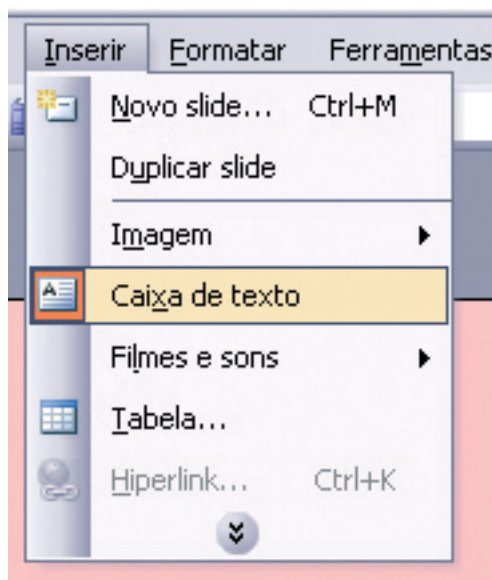 Inserir Formatar Ferramentas
Novo slide... Ctrl+M
Duplicar slide
Imagem
Caixa de texto
Filmes e sons
Tabela...
Hiperlink... Ctrl+K